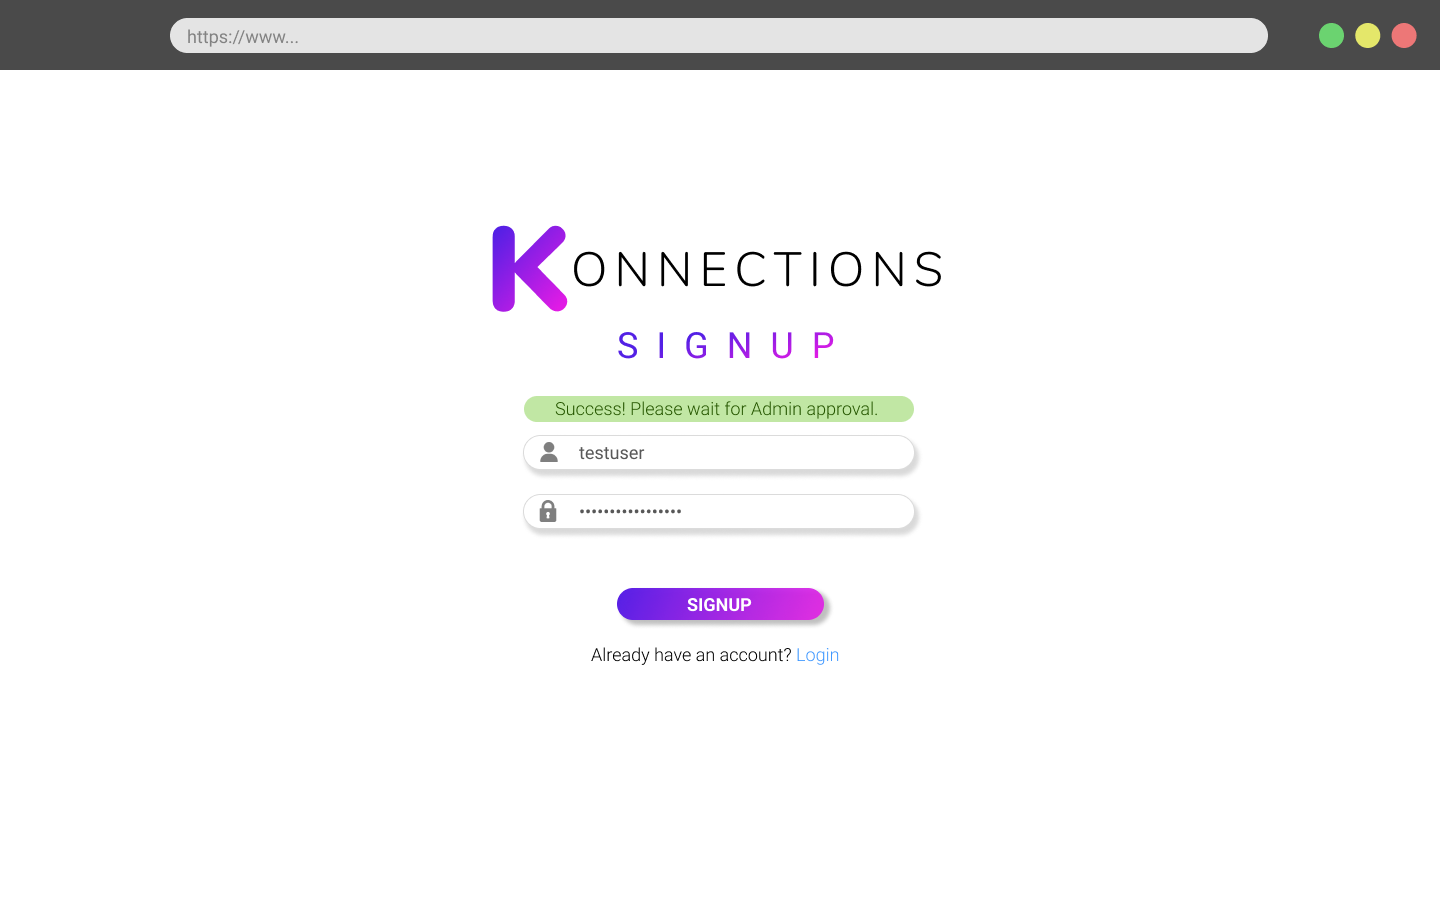 https://www...
KONNECTIONS
SIGNUP
Success! Please wait for Admin approval.
testuser
•••••••••••••••••
SIGNUP
Already have an account? Login